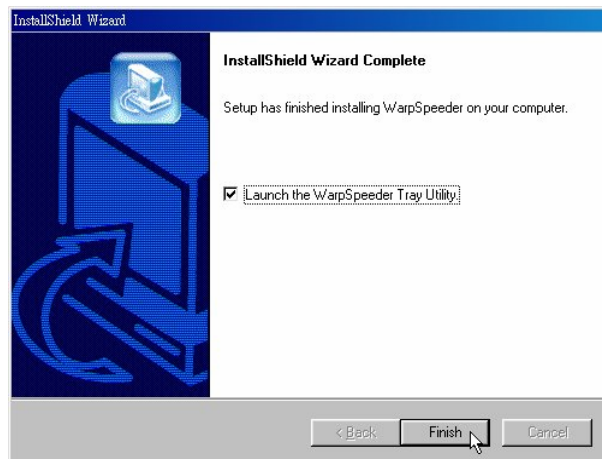 InstallShield Wizard
InstallShield Wizard Complete
Setup has finished installing WarpSpeeder on your computer.
Launch the WarpSpeeder Tray Utility.
< Back
Finish
Cancel